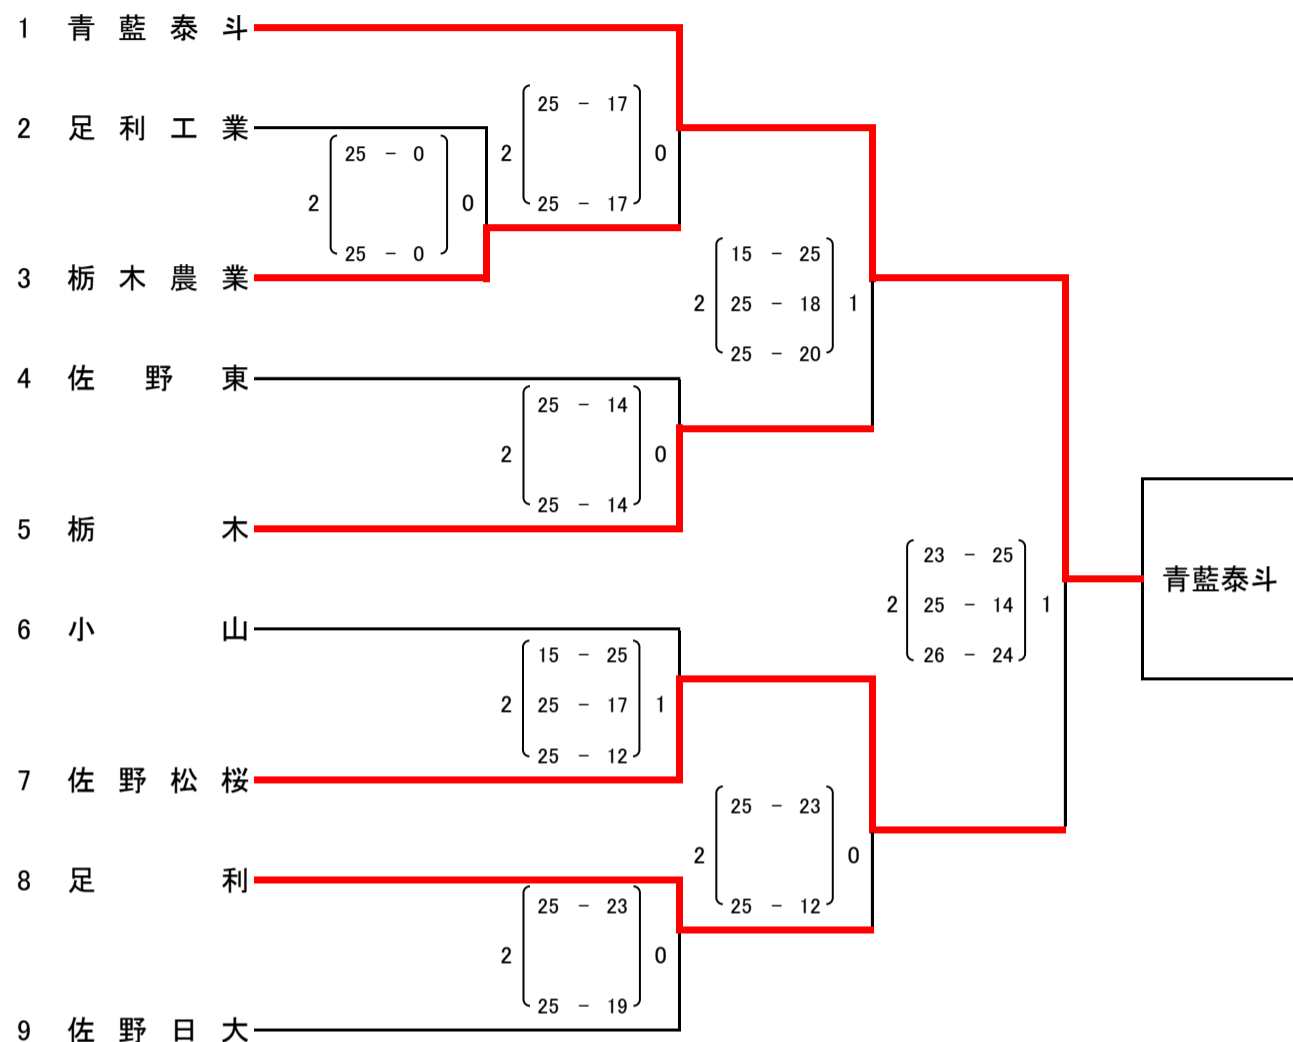 1 青藍泰斗
2 足利工業
2 25 - 0 0
25 - 0
3 栃木農業
2 25 - 17 0
25 - 17
4 佐野東
2 25 - 14 0
25 - 14
5 栃木
15 - 25
2 25 - 18 1
25 - 20
6 小山
15 - 25
2 25 - 17 1
25 - 12
7 佐野松桜
8 足利
2 25 - 23 0
25 - 19
9 佐野日大
2 25 - 23 0
25 - 12
23 - 25
2 25 - 14 1
26 - 24
青藍泰斗